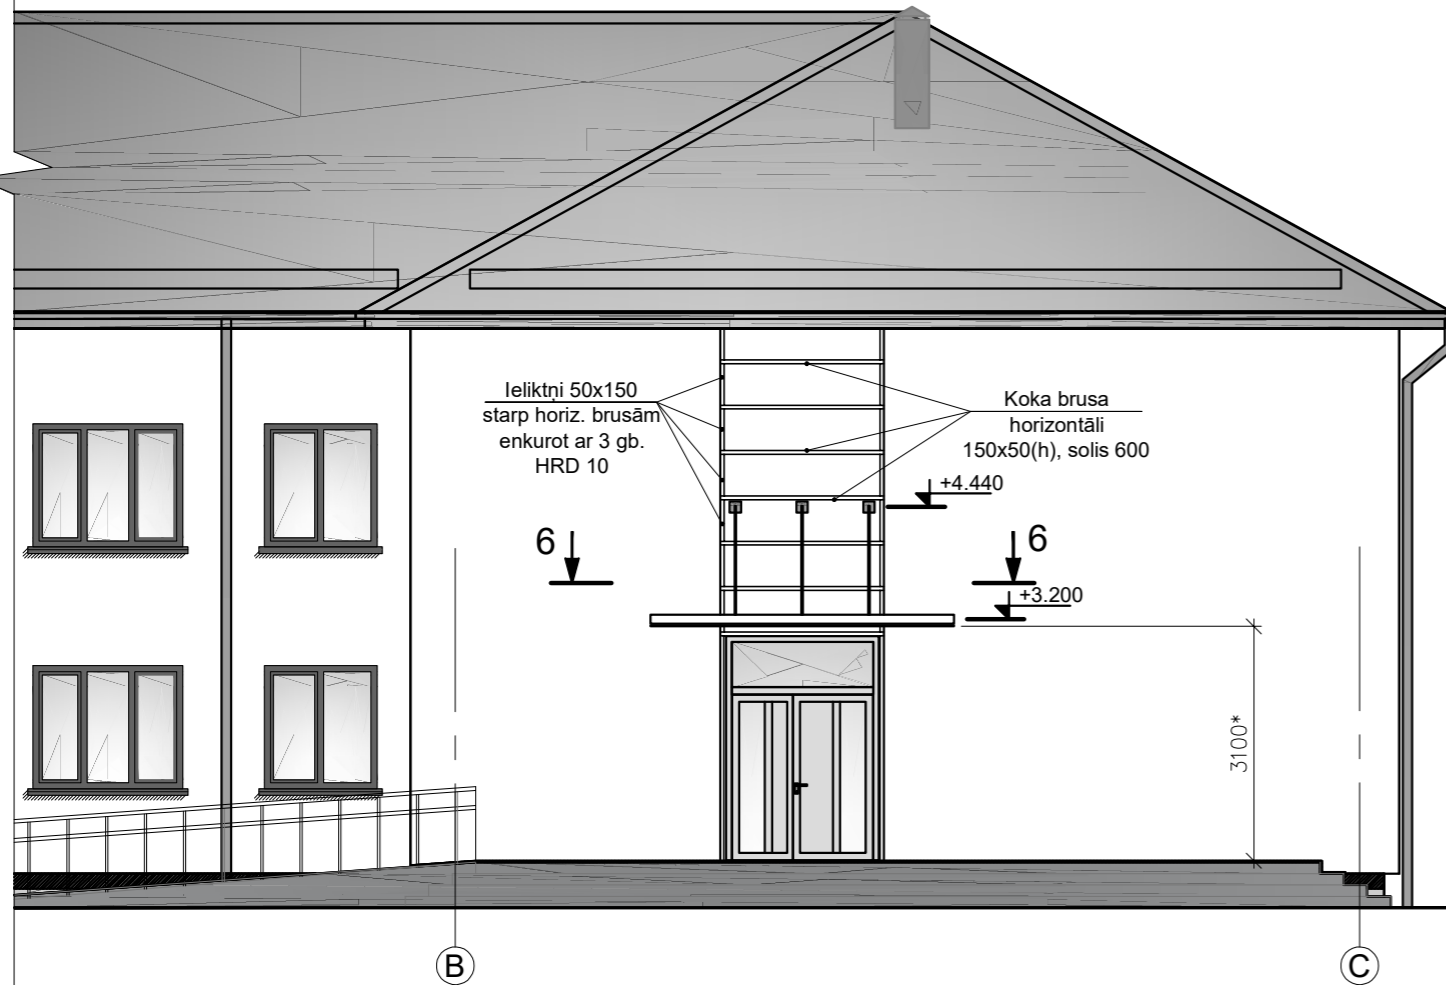 Ieliktņi 50x150
starp horiz. brusām
enkurot ar 3 gb.
HRD 10
Koka brusa
horizontāli
150x50(h), solis 600
+4.440
6
6
+3.200
3100*
B
C